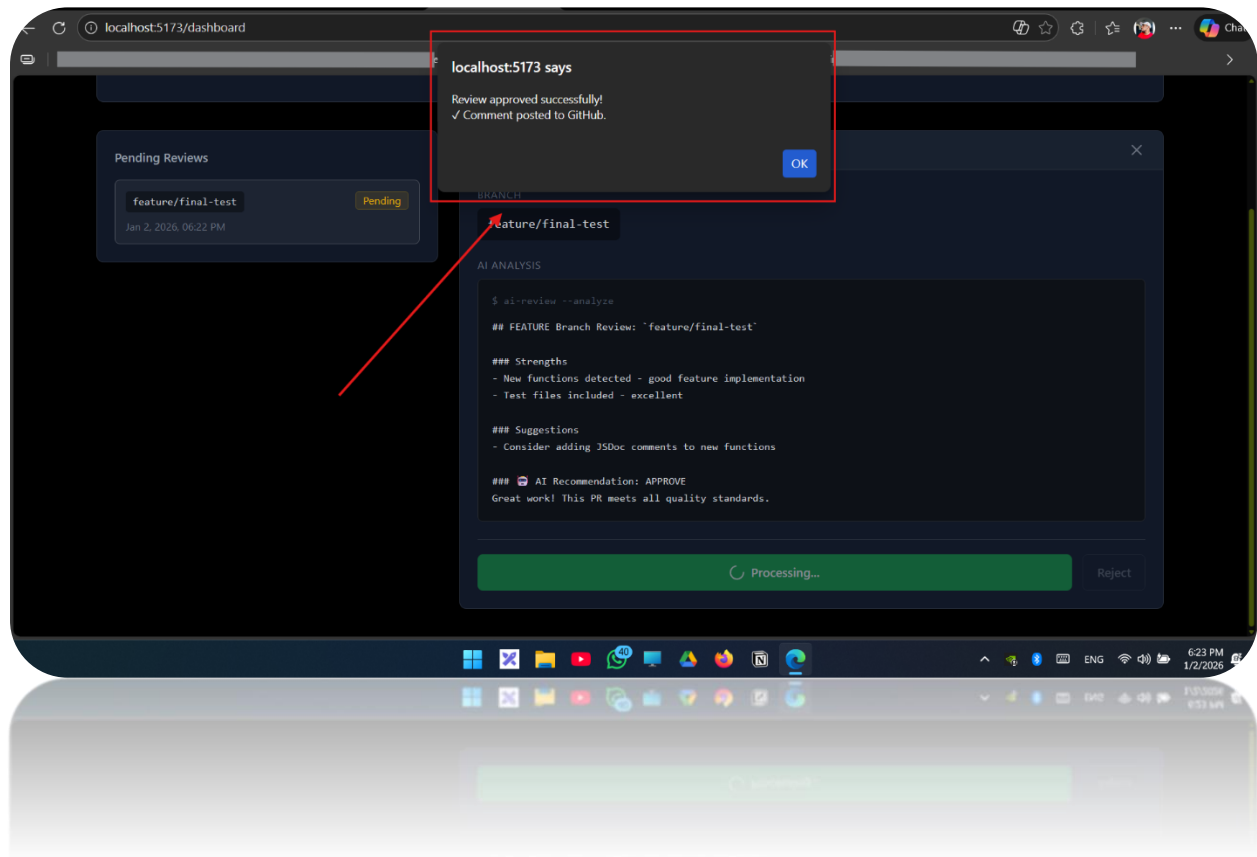 localhost:5173/dashboard
Cha
localhost:5173 says
Review approved successfully!
✓ Comment posted to GitHub.
OK
Pending Reviews
feature/final-test
Pending
Jan 2, 2026, 06:22 PM
BRANCH
feature/final-test
AI ANALYSIS
$ ai-review --analyze
## FEATURE Branch Review: `feature/final-test`
### Strengths
- New functions detected - good feature implementation
- Test files included - excellent
### Suggestions
- Consider adding JSDoc comments to new functions
### 🤖 AI Recommendation: APPROVE
Great work! This PR meets all quality standards.
Processing...
Reject
40
ENG
6:23 PM
1/2/2026